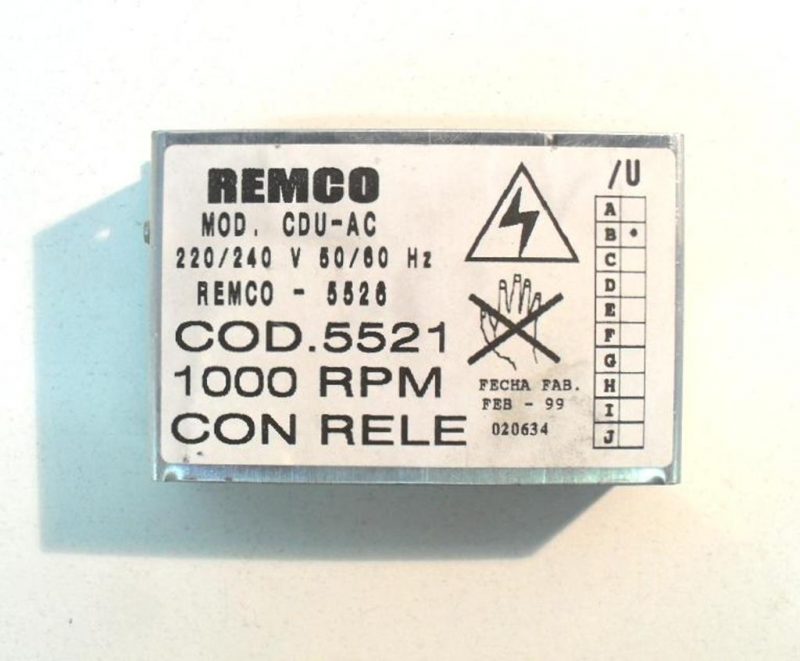 REMCO
MOD. CDU-AC
220/240 V 50/60 Hz
REMCO - 5526
COD.5521
1000 RPM
CON RELE
FECHA FAB.
FEB - 99
020634
/U
A
B
C
D
E
F
G
H
I
J